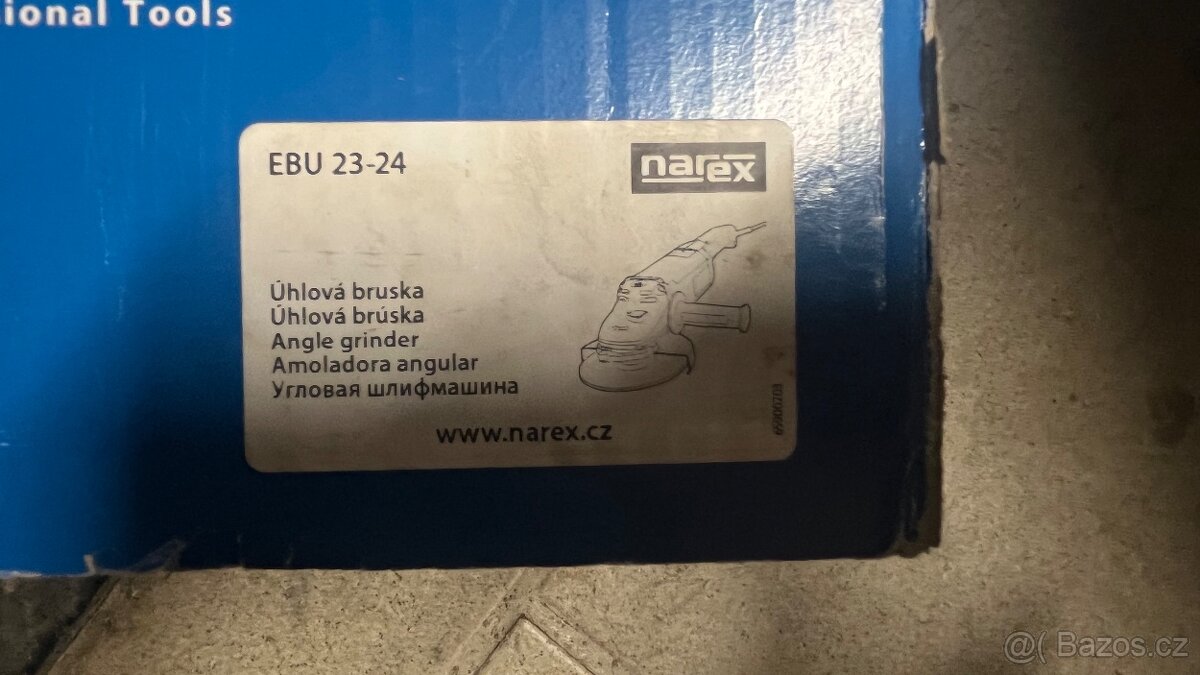 sional Tools
EBU 23-24
narex
Úhlová bruska
Úhlová brúska
Angle grinder
Amoladora angular
Угловая шлифмашина
www.narex.cz
@( Bazos.cz